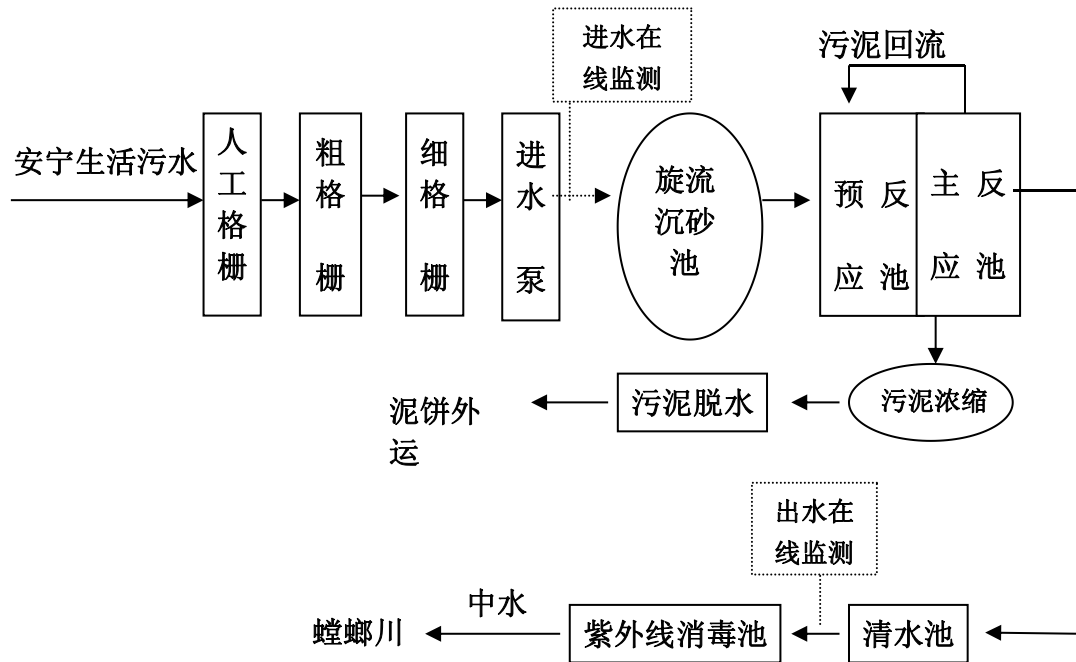 进水在
线监测
污泥回流
安宁生活污水
人工格栅
粗格栅
细格栅
进水泵
旋流
沉砂
池
预反
应池
主反
应池
泥饼外
运
污泥脱水
污泥浓缩
出水在
线监测
螳螂川
中水
紫外线消毒池
清水池